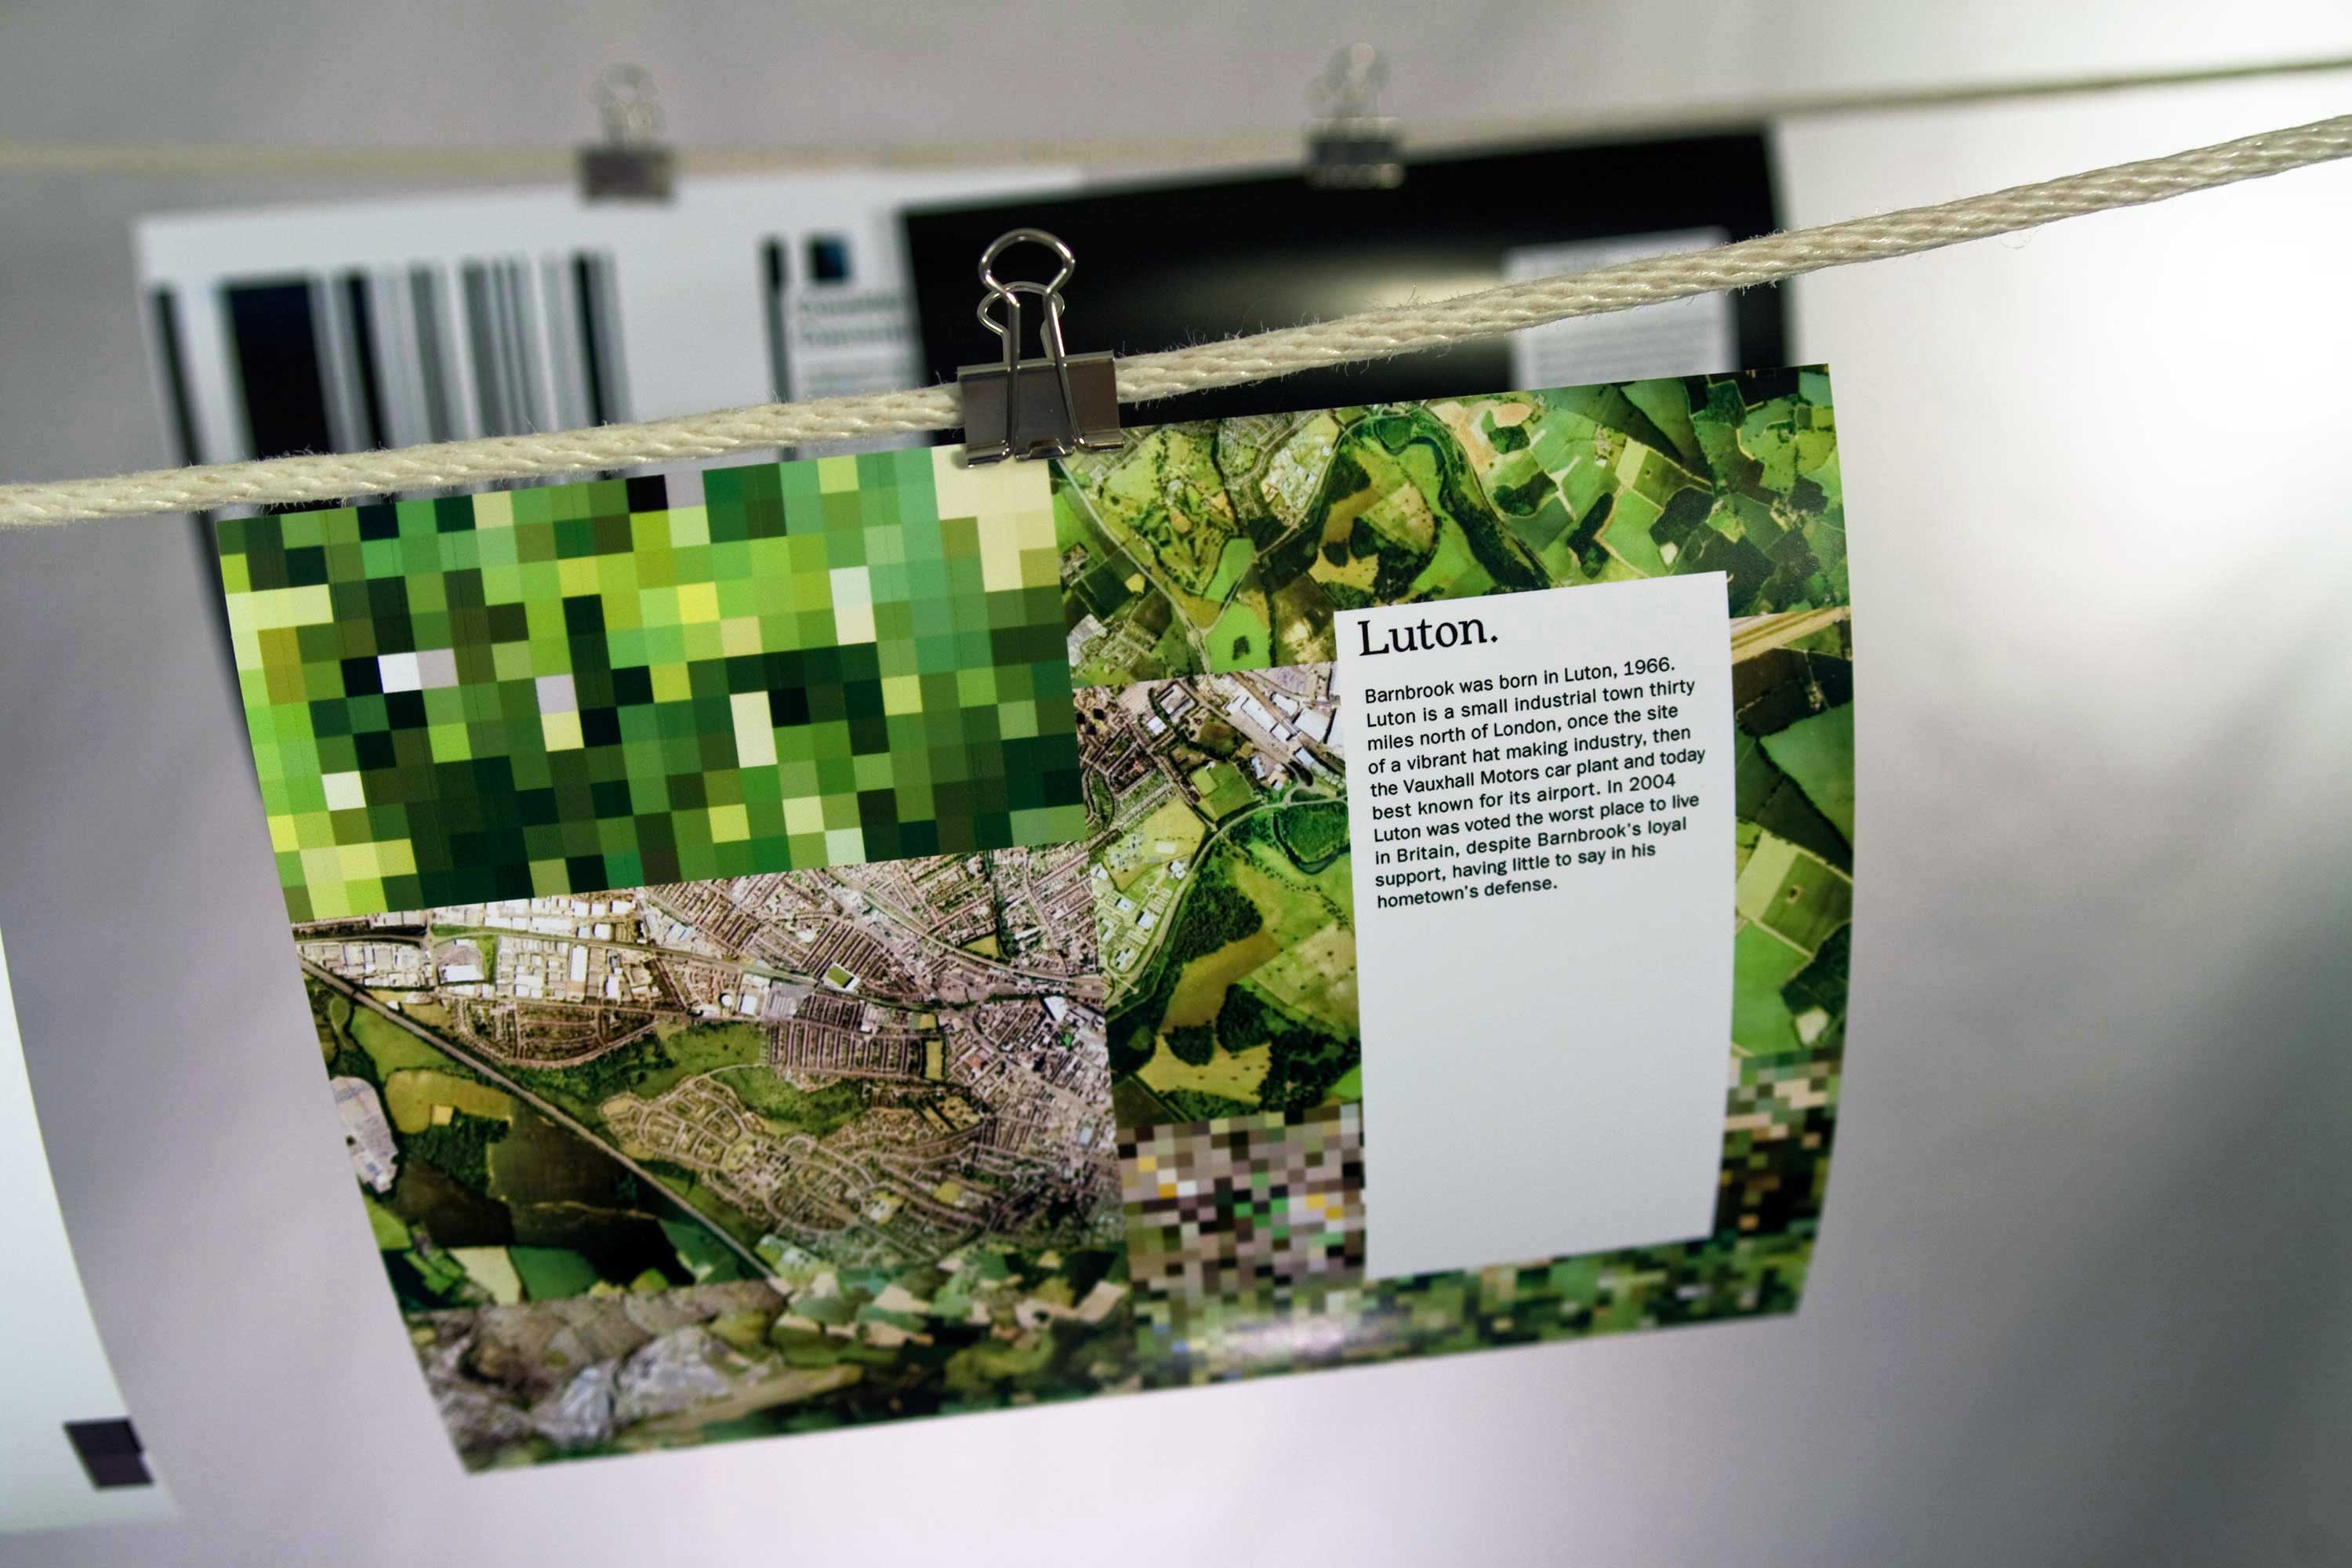 Luton.
Barnbrook was born in Luton, 1966.
Luton is a small industrial town thirty
miles north of London, once the site
of a vibrant hat making industry, then
the Vauxhall Motors car plant and today
best known for its airport. In 2004
Luton was voted the worst place to live
in Britain, despite Barnbrook's loyal
support, having little to say in his
hometown's defense.